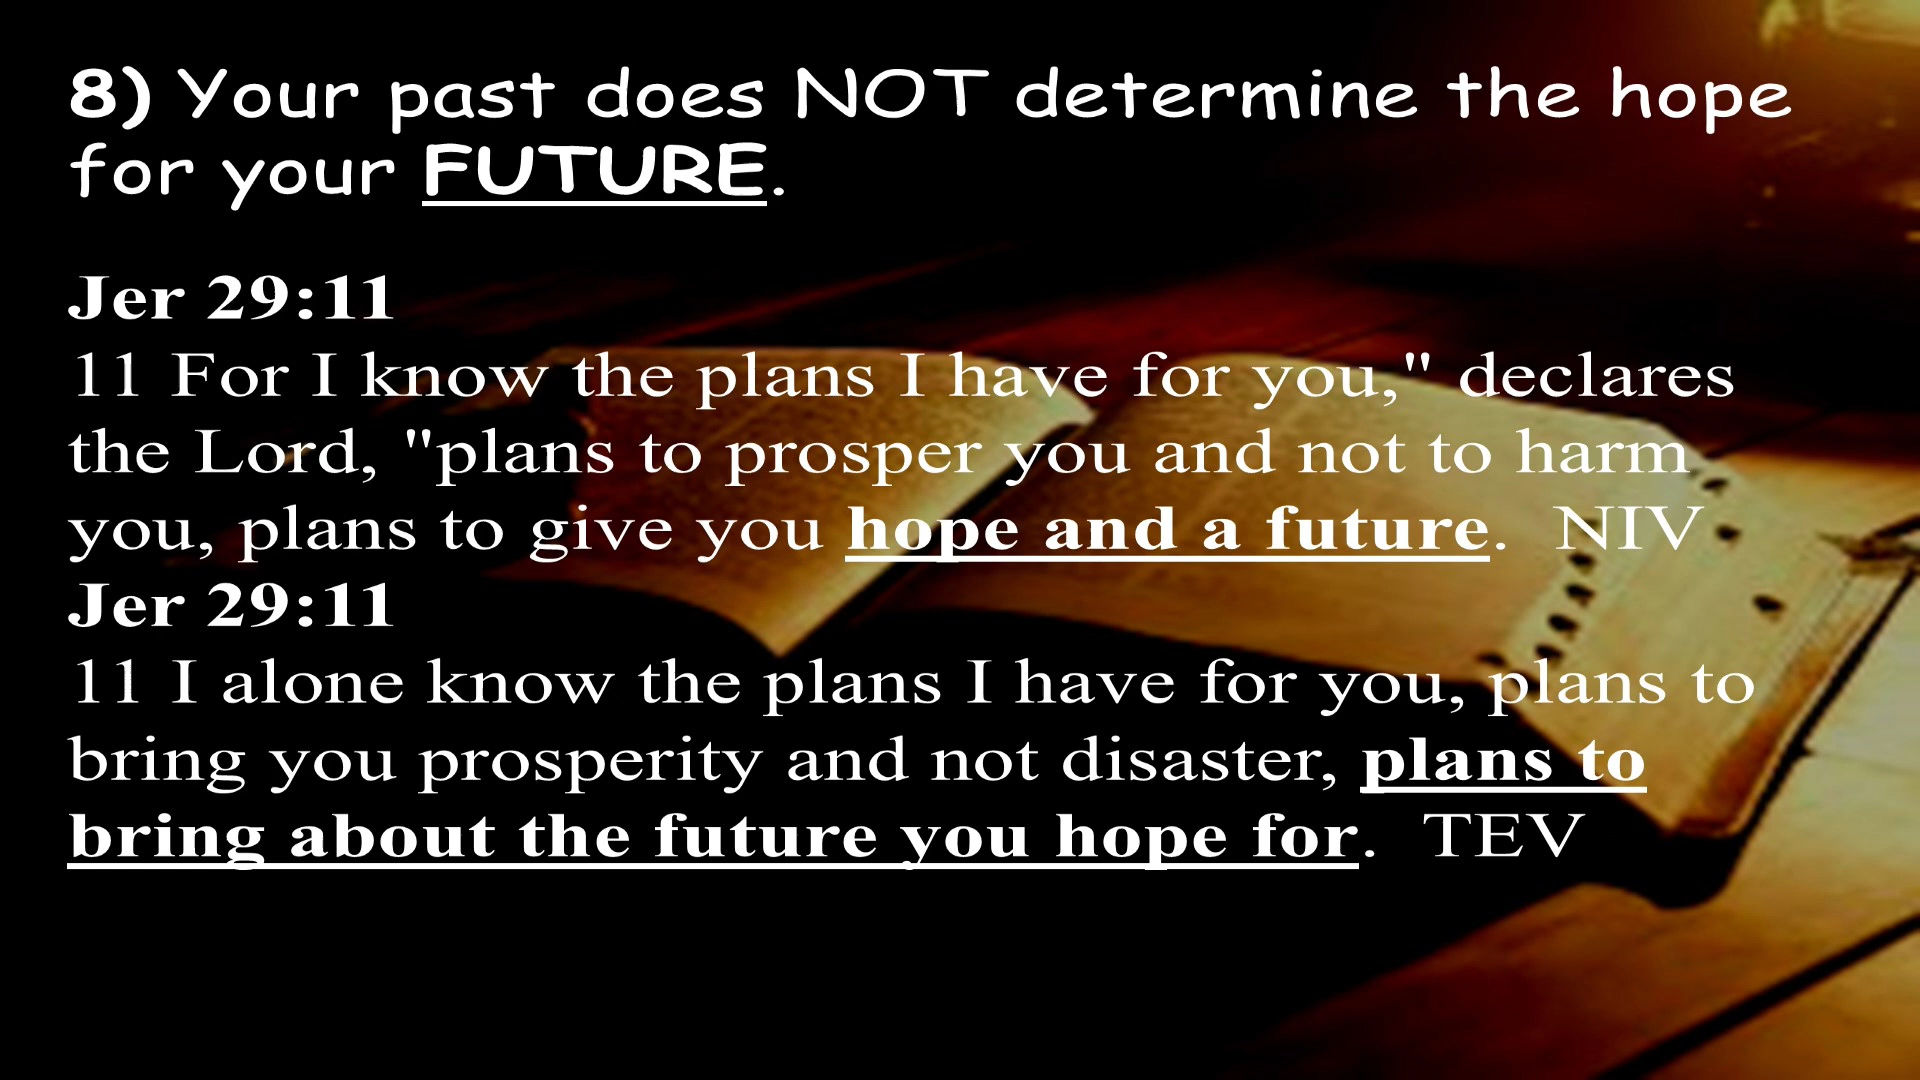 8) Your past does NOT determine the hope
for your FUTURE.
Jer 29:11
11 For I know the plans I have for you," declares
the Lord, "plans to prosper you and not to harm
you, plans to give you hope and a future.  NIV
Jer 29:11
11 I alone know the plans I have for you, plans to
bring you prosperity and not disaster, plans to
bring about the future you hope for.  TEV